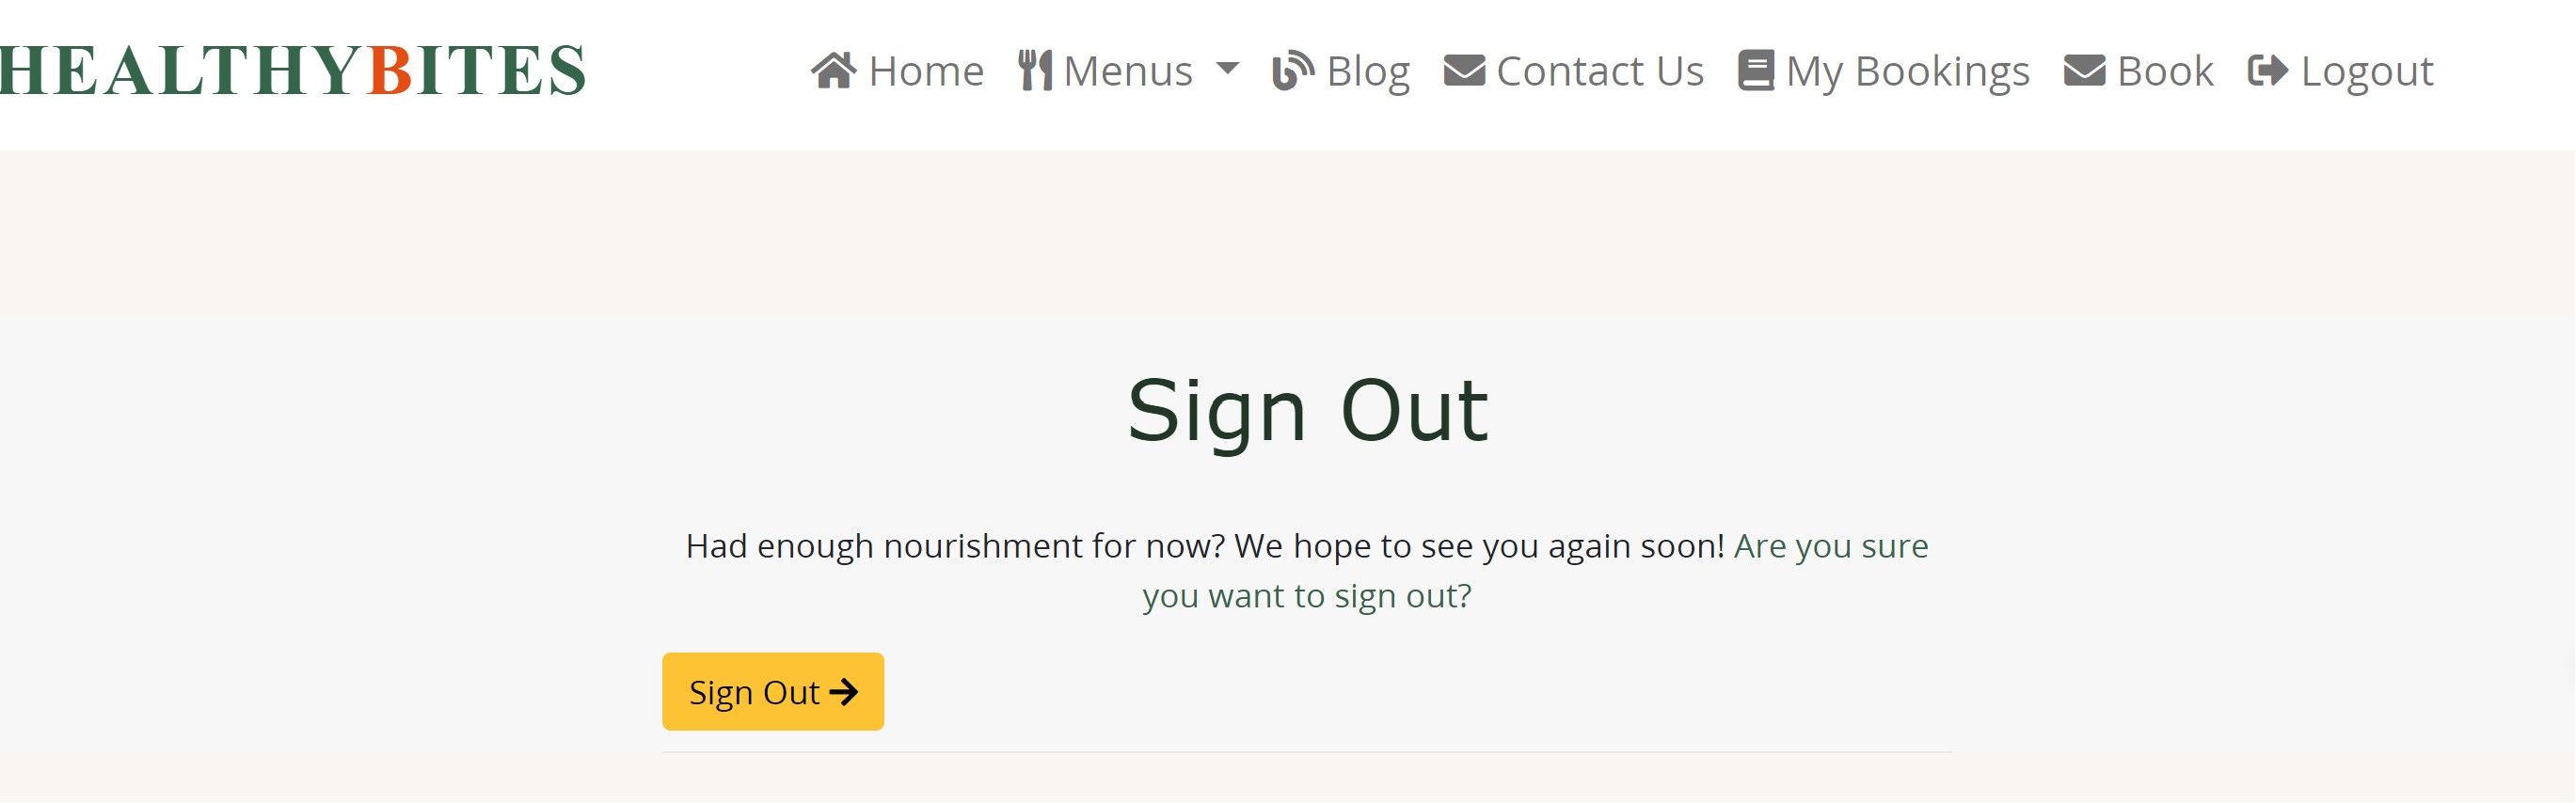 HEALTHYBITES
Home Menus Blog Contact Us My Bookings Book Logout
Sign Out
Had enough nourishment for now? We hope to see you again soon! Are you sure
you want to sign out?
Sign Out